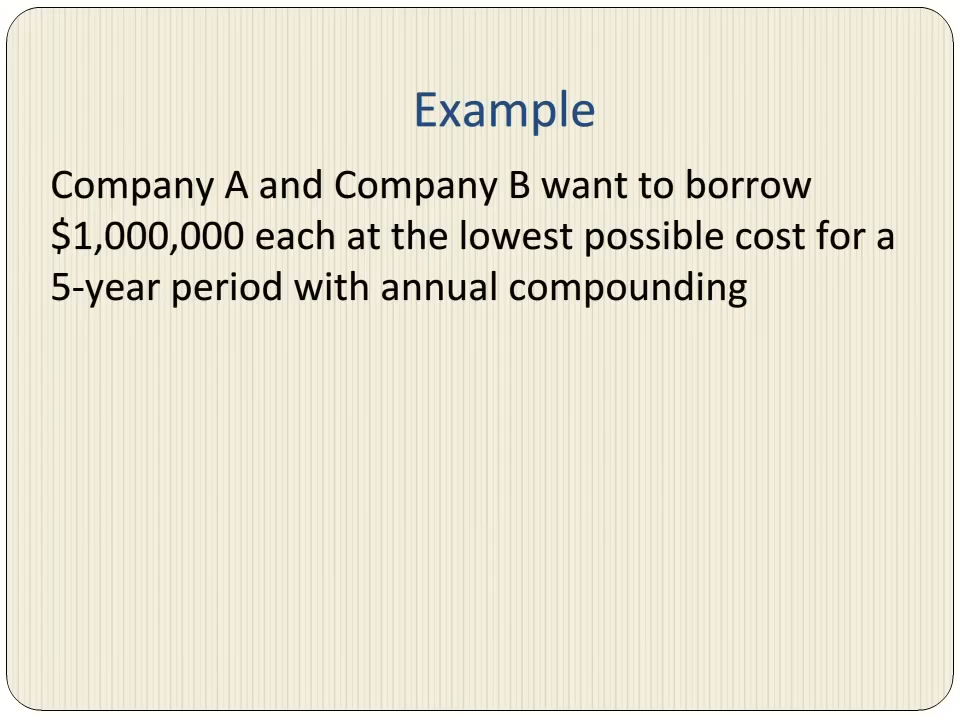 Example
Company A and Company B want to borrow
$1,000,000 each at the lowest possible cost for a
5-year period with annual compounding